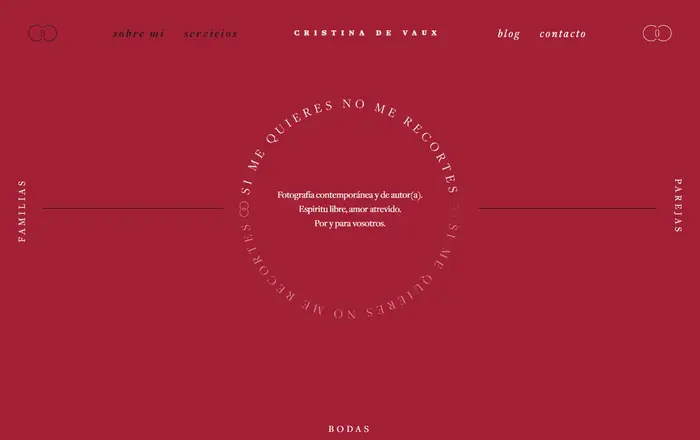 sobre mi
servicios
CRISTINA DE VAUX
blog
contacto
SI ME QUIERES NO ME RECORTES
SI ME QUIERES NO ME RECORTES
FAMILIAS
Fotografía contemporánea y de autor(a).
Espiritu libre, amor atrevido.
Por y para vosotros.
PAREJAS
BODAS